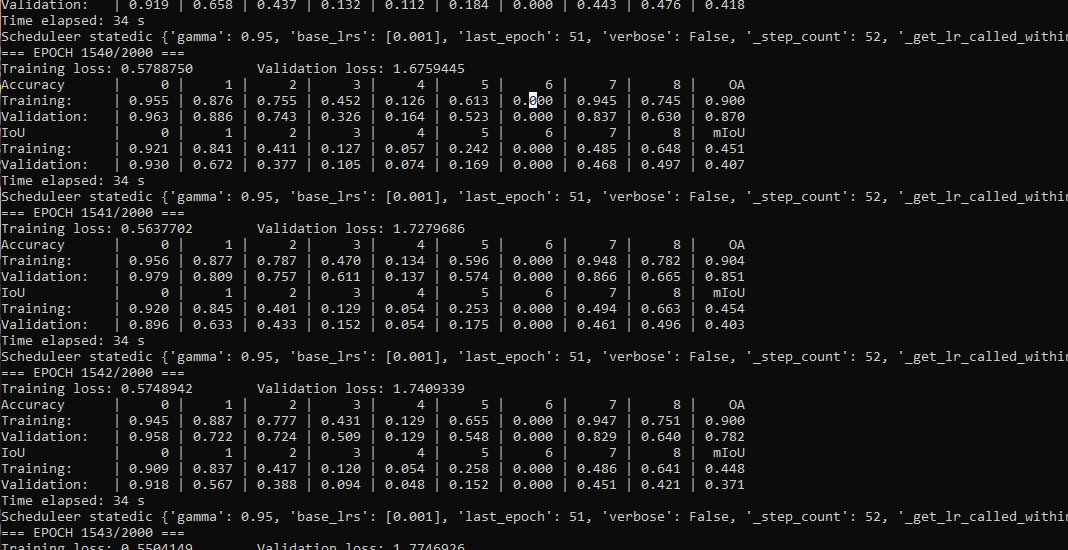 Validation:   | 0.919 | 0.658 | 0.437 | 0.132 | 0.112 | 0.184 | 0.000 | 0.443 | 0.476 | 0.418
Time elapsed: 34 s
Scheduleer statedic {'gamma': 0.95, 'base_lrs': [0.001], 'last_epoch': 51, 'verbose': False, '_step_count': 52, '_get_lr_called_within
=== EPOCH 1540/2000 ===
Training loss: 0.5788750        Validation loss: 1.6759445
Accuracy      |     0 |     1 |     2 |     3 |     4 |     5 |     6 |     7 |     8 |    OA
Training:     | 0.955 | 0.876 | 0.755 | 0.452 | 0.126 | 0.613 | 0.000 | 0.945 | 0.745 | 0.900
Validation:   | 0.963 | 0.886 | 0.743 | 0.326 | 0.164 | 0.523 | 0.000 | 0.837 | 0.630 | 0.870
IoU           |     0 |     1 |     2 |     3 |     4 |     5 |     6 |     7 |     8 |  mIoU
Training:     | 0.921 | 0.841 | 0.411 | 0.127 | 0.057 | 0.242 | 0.000 | 0.485 | 0.648 | 0.451
Validation:   | 0.930 | 0.672 | 0.377 | 0.105 | 0.074 | 0.169 | 0.000 | 0.468 | 0.497 | 0.407
Time elapsed: 34 s
Scheduleer statedic {'gamma': 0.95, 'base_lrs': [0.001], 'last_epoch': 51, 'verbose': False, '_step_count': 52, '_get_lr_called_within
=== EPOCH 1541/2000 ===
Training loss: 0.5637702        Validation loss: 1.7279686
Accuracy      |     0 |     1 |     2 |     3 |     4 |     5 |     6 |     7 |     8 |    OA
Training:     | 0.956 | 0.877 | 0.787 | 0.470 | 0.134 | 0.596 | 0.000 | 0.948 | 0.782 | 0.904
Validation:   | 0.979 | 0.809 | 0.757 | 0.611 | 0.137 | 0.574 | 0.000 | 0.866 | 0.665 | 0.851
IoU           |     0 |     1 |     2 |     3 |     4 |     5 |     6 |     7 |     8 |  mIoU
Training:     | 0.920 | 0.845 | 0.401 | 0.129 | 0.054 | 0.253 | 0.000 | 0.494 | 0.663 | 0.454
Validation:   | 0.896 | 0.633 | 0.433 | 0.152 | 0.054 | 0.175 | 0.000 | 0.461 | 0.496 | 0.403
Time elapsed: 34 s
Scheduleer statedic {'gamma': 0.95, 'base_lrs': [0.001], 'last_epoch': 51, 'verbose': False, '_step_count': 52, '_get_lr_called_within
=== EPOCH 1542/2000 ===
Training loss: 0.5748942        Validation loss: 1.7409339
Accuracy      |     0 |     1 |     2 |     3 |     4 |     5 |     6 |     7 |     8 |    OA
Training:     | 0.945 | 0.887 | 0.777 | 0.431 | 0.129 | 0.655 | 0.000 | 0.947 | 0.751 | 0.900
Validation:   | 0.958 | 0.722 | 0.724 | 0.509 | 0.129 | 0.548 | 0.000 | 0.829 | 0.640 | 0.782
IoU           |     0 |     1 |     2 |     3 |     4 |     5 |     6 |     7 |     8 |  mIoU
Training:     | 0.909 | 0.837 | 0.417 | 0.120 | 0.054 | 0.258 | 0.000 | 0.486 | 0.641 | 0.448
Validation:   | 0.918 | 0.567 | 0.388 | 0.094 | 0.048 | 0.152 | 0.000 | 0.451 | 0.421 | 0.371
Time elapsed: 34 s
Scheduleer statedic {'gamma': 0.95, 'base_lrs': [0.001], 'last_epoch': 51, 'verbose': False, '_step_count': 52, '_get_lr_called_within
=== EPOCH 1543/2000 ===
Training loss: 0.5504149        Validation loss: 1.7746926